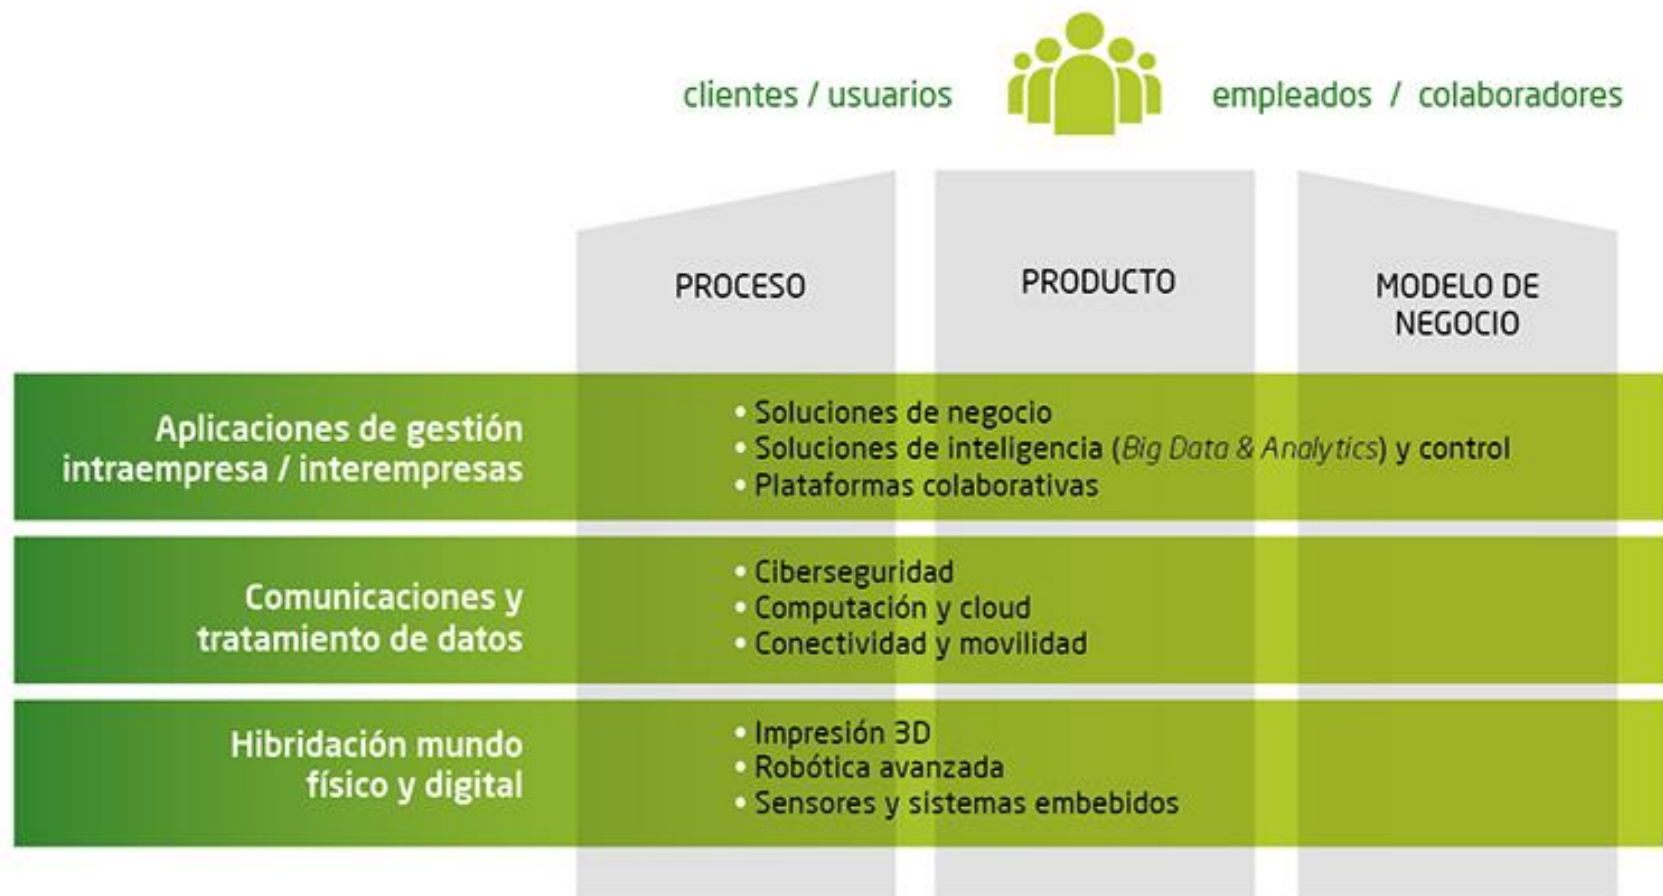 clientes / usuarios
empleados / colaboradores
PROCESO
PRODUCTO
MODELO DE
NEGOCIO
Aplicaciones de gestión
intraempresa / interempresas
• Soluciones de negocio
• Soluciones de inteligencia (Big Data & Analytics) y control
• Plataformas colaborativas
Comunicaciones y
tratamiento de datos
• Ciberseguridad
• Computación y cloud
• Conectividad y movilidad
Hibridación mundo
físico y digital
• Impresión 3D
• Robótica avanzada
• Sensores y sistemas embebidos